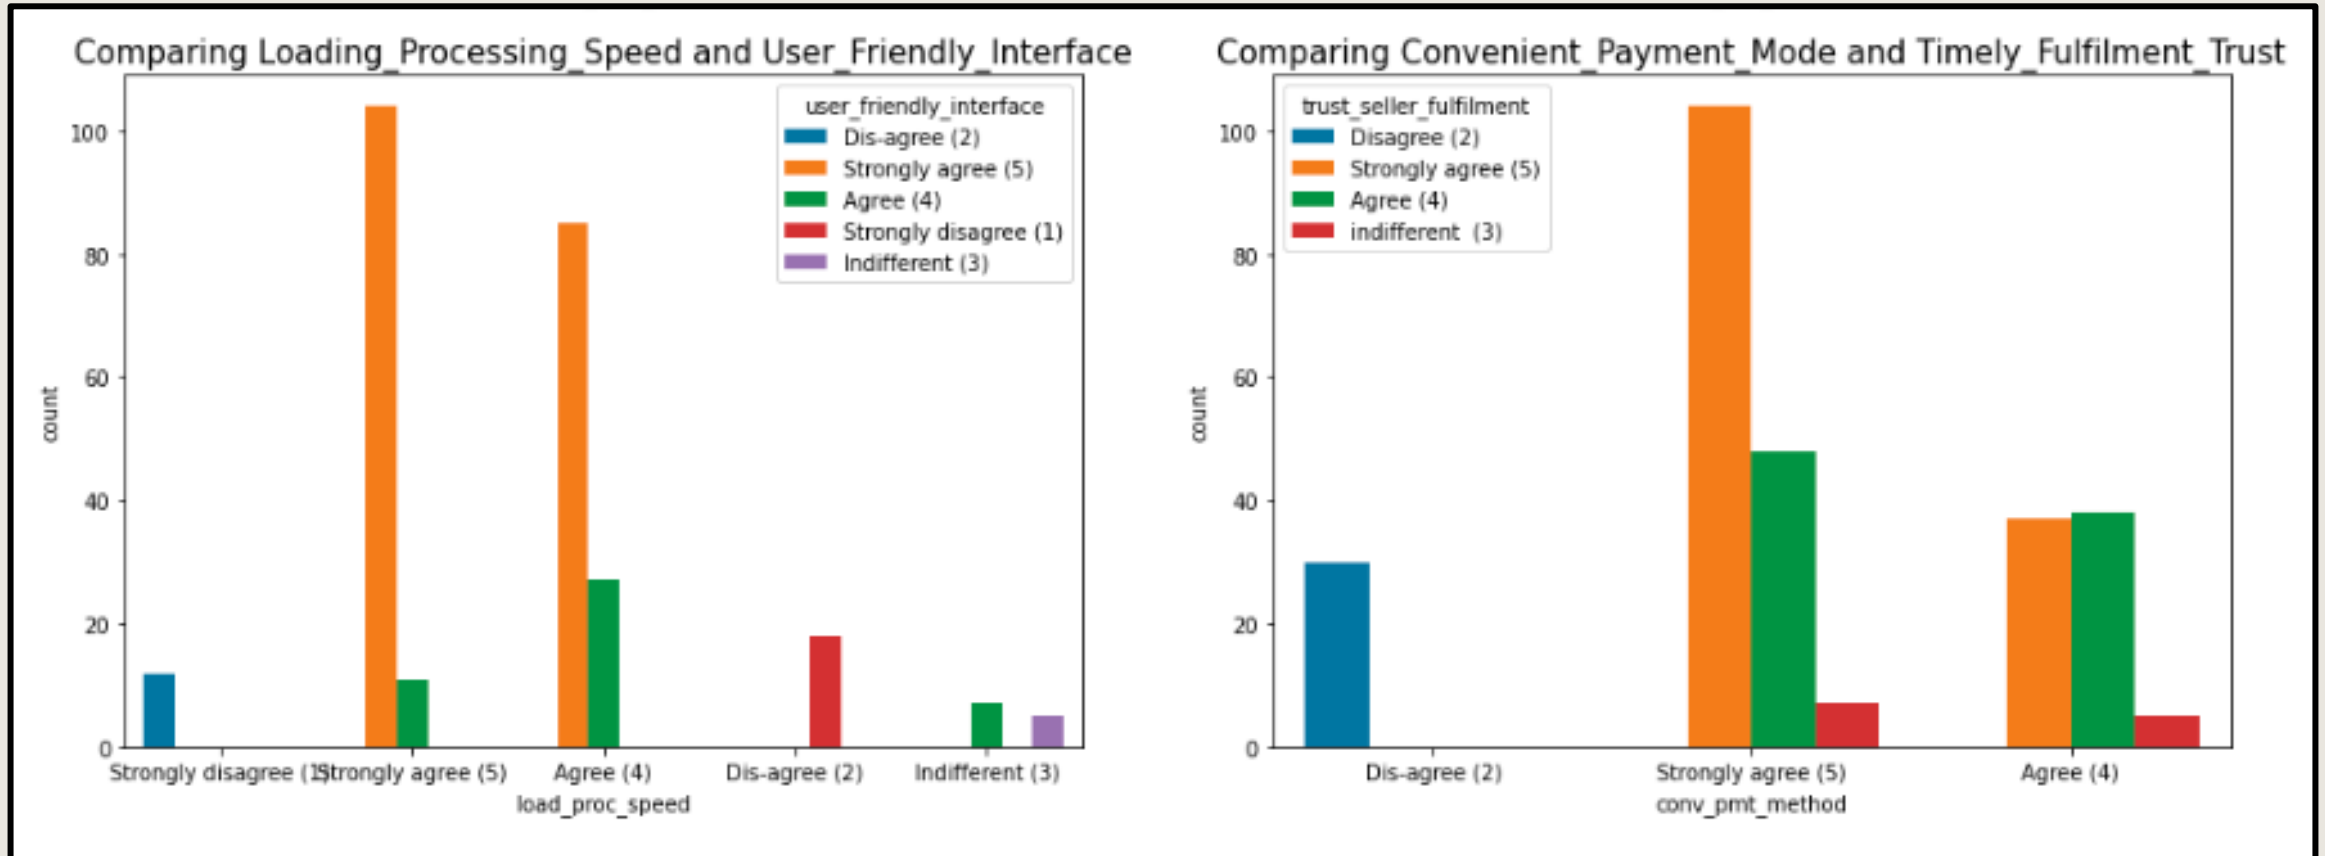 Comparing Loading_Processing_Speed and User_Friendly_Interface
user_friendly_interface
Dis-agree (2)
Strongly agree (5)
Agree (4)
Strongly disagree (1)
Indifferent (3)
100
80
60
40
20
0
count
Strongly disagree (1)
Strongly agree (5)
Agree (4)
Dis-agree (2)
Indifferent (3)
load_proc_speed
Comparing Convenient_Payment_Mode and Timely_Fulfilment_Trust
trust_seller_fulfilment
Disagree (2)
Strongly agree (5)
Agree (4)
indifferent  (3)
100
80
60
40
20
0
count
Dis-agree (2)
Strongly agree (5)
Agree (4)
conv_pmt_method